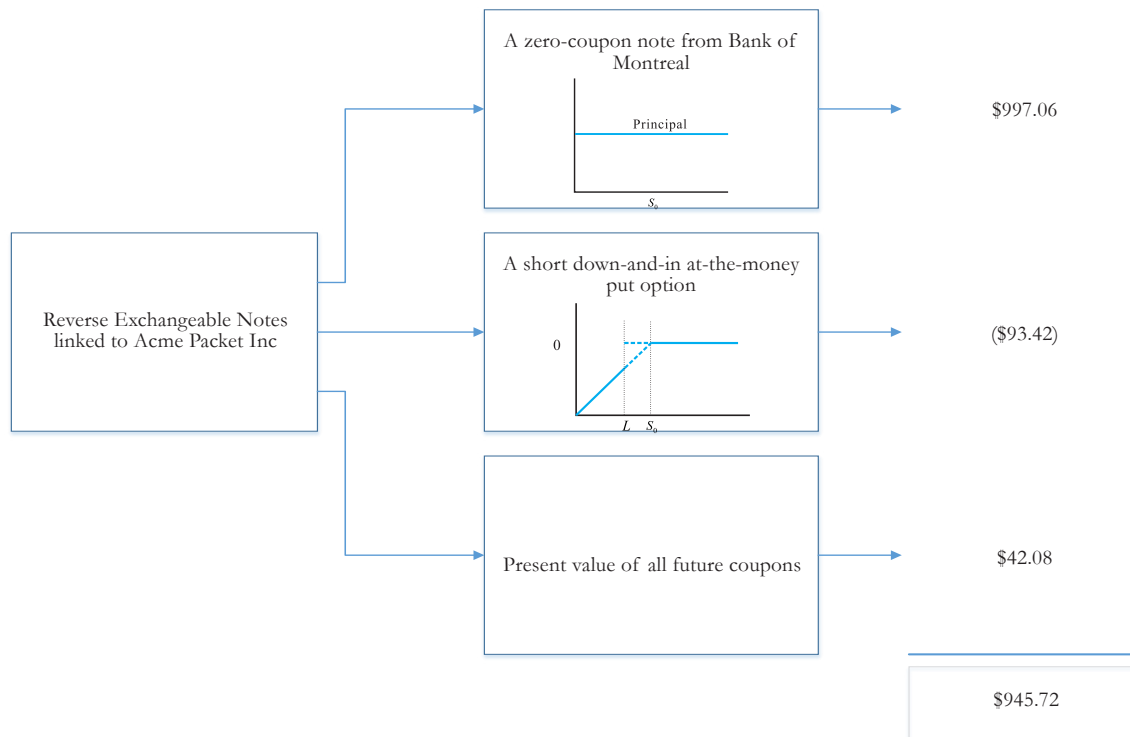 A zero-coupon note from Bank of
Montreal
Principal
S₀
$997.06
Reverse Exchangeable Notes
linked to Acme Packet Inc
A short down-and-in at-the-money
put option
0
L S₀
($93.42)
Present value of all future coupons
$42.08
$945.72